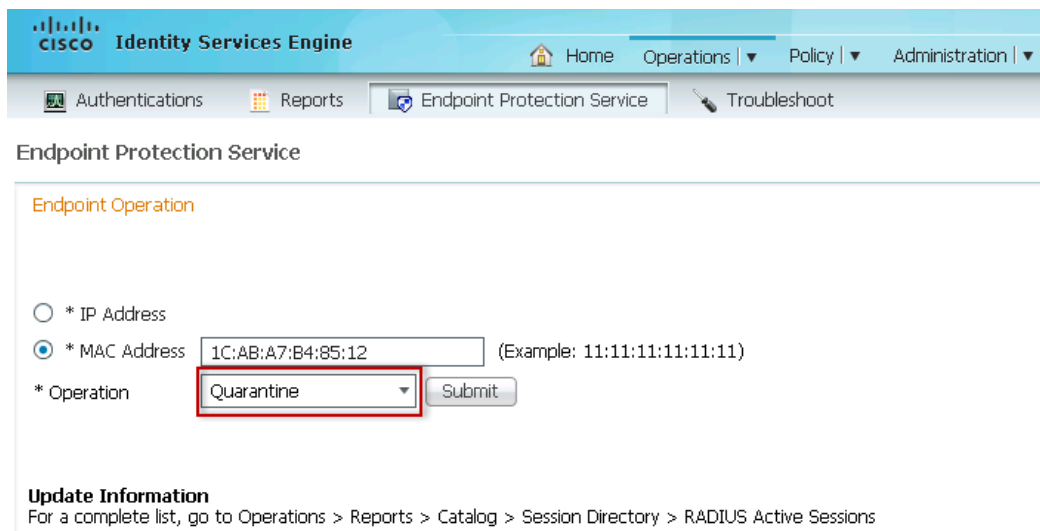 CISCO Identity Services Engine
Home Operations | ▼ Policy | ▼ Administration | ▼
Authentications Reports Endpoint Protection Service Troubleshoot
Endpoint Protection Service
Endpoint Operation
* IP Address
* MAC Address 1C:AB:A7:B4:85:12 (Example: 11:11:11:11:11:11)
* Operation Quarantine Submit
Update Information
For a complete list, go to Operations > Reports > Catalog > Session Directory > RADIUS Active Sessions